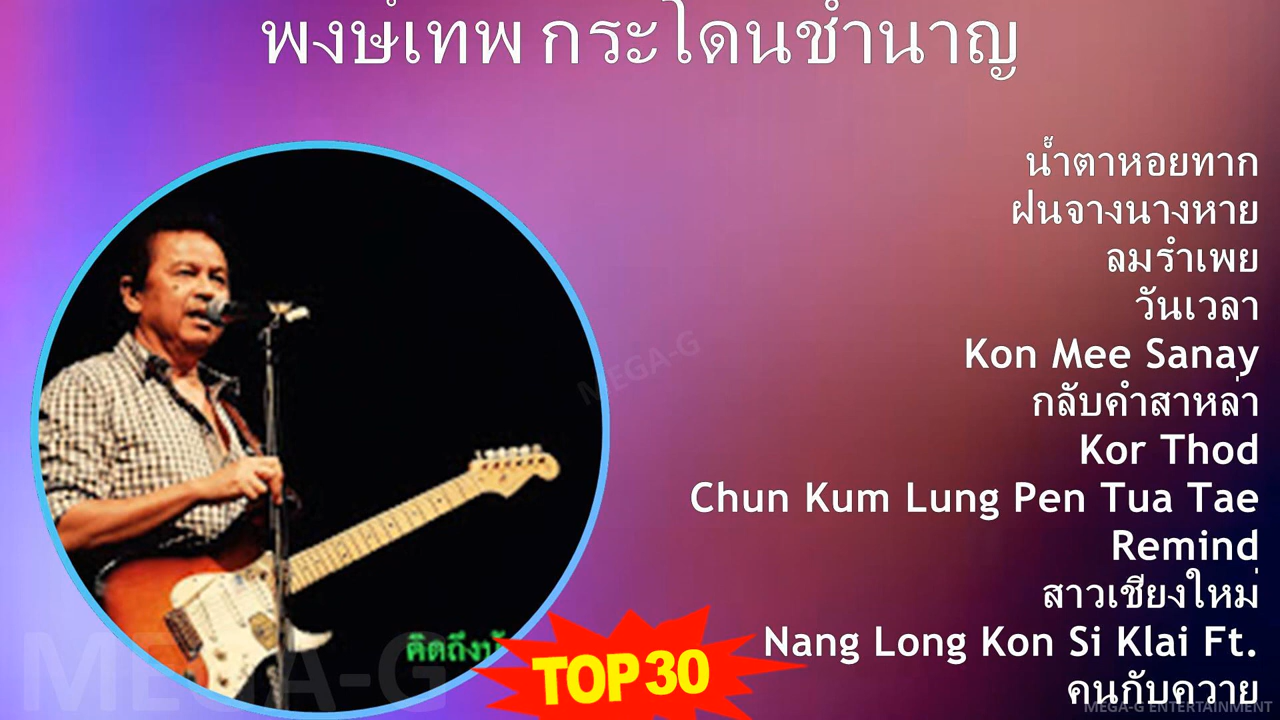 พงษ์เทพ กระโดนชำนาญ
น้ำตาหอยทาก
ฝนจางนางหาย
ลมรำเพย
วันเวลา
Kon Mee Sanay
กลับคำสาหล่า
Kor Thod
Chun Kum Lung Pen Tua Tae
Remind
สาวเชียงใหม่
Nang Long Kon Si Klai Ft.
คนกับควาย
MEGA-G
คิดถึง
TOP 30
MEGA-G
MEGA-G ENTERTAINMENT